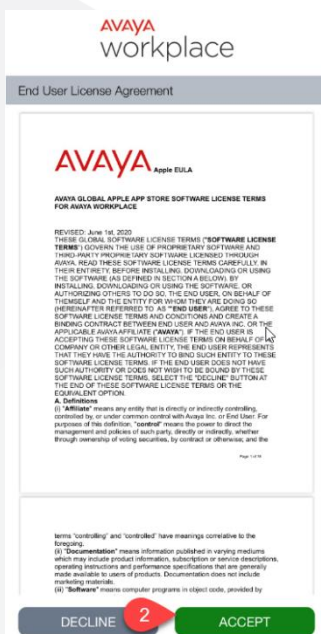 AVAYA
workplace
End User License Agreement
AVAYA Apple EULA
AVAYA GLOBAL APPLE APP STORE SOFTWARE LICENSE TERMS
FOR AVAYA WORKPLACE
REVISED: June 1st, 2020
THESE GLOBAL SOFTWARE LICENSE TERMS ("SOFTWARE LICENSE
TERMS") GOVERN THE USE OF PROPRIETARY SOFTWARE AND
THIRD-PARTY PROPRIETARY SOFTWARE LICENSED THROUGH
AVAYA. READ THESE SOFTWARE LICENSE TERMS CAREFULLY, IN
THEIR ENTIRETY, BEFORE INSTALLING, DOWNLOADING OR USING
THE SOFTWARE (AS DEFINED IN SECTION A BELOW). BY
INSTALLING, DOWNLOADING OR USING THE SOFTWARE, OR
AUTHORIZING OTHERS TO DO SO, THE END USER, ON BEHALF OF
THEMSELF AND THE ENTITY FOR WHOM THEY ARE DOING SO
(HEREINAFTER REFERRED TO AS "END USER"), AGREE TO THESE
SOFTWARE LICENSE TERMS AND CONDITIONS AND CREATE A
BINDING CONTRACT BETWEEN END USER AND AVAYA INC. OR THE
APPLICABLE AVAYA AFFILIATE ("AVAYA"). IF THE END USER IS
ACCEPTING THESE SOFTWARE LICENSE TERMS ON BEHALF OF A
COMPANY OR OTHER LEGAL ENTITY, THE END USER REPRESENTS
THAT THEY HAVE THE AUTHORITY TO BIND SUCH ENTITY TO THESE
SOFTWARE LICENSE TERMS. IF THE END USER DOES NOT HAVE
SUCH AUTHORITY OR DOES NOT WISH TO BE BOUND BY THESE
SOFTWARE LICENSE TERMS, SELECT THE "DECLINE" BUTTON AT
THE END OF THESE SOFTWARE LICENSE TERMS OR THE
EQUIVALENT OPTION.
A. Definitions
(i) "Affiliate" means any entity that is directly or indirectly controlling,
controlled by, or under common control with Avaya Inc. or End User. For
purposes of this definition, "control" means the power to direct the
management and policies of such party, directly or indirectly, whether
through ownership of voting securities, by contract or otherwise; and the
terms "controlling" and "controlled" have meanings correlative to the
foregoing.
(ii) "Documentation" means information published in varying mediums
which may include product information, subscription or service descriptions,
operating instructions and performance specifications that are generally
made available to users of products. Documentation does not include
marketing materials.
(iii) "Software" means computer programs in object code, provided by
DECLINE
2
ACCEPT